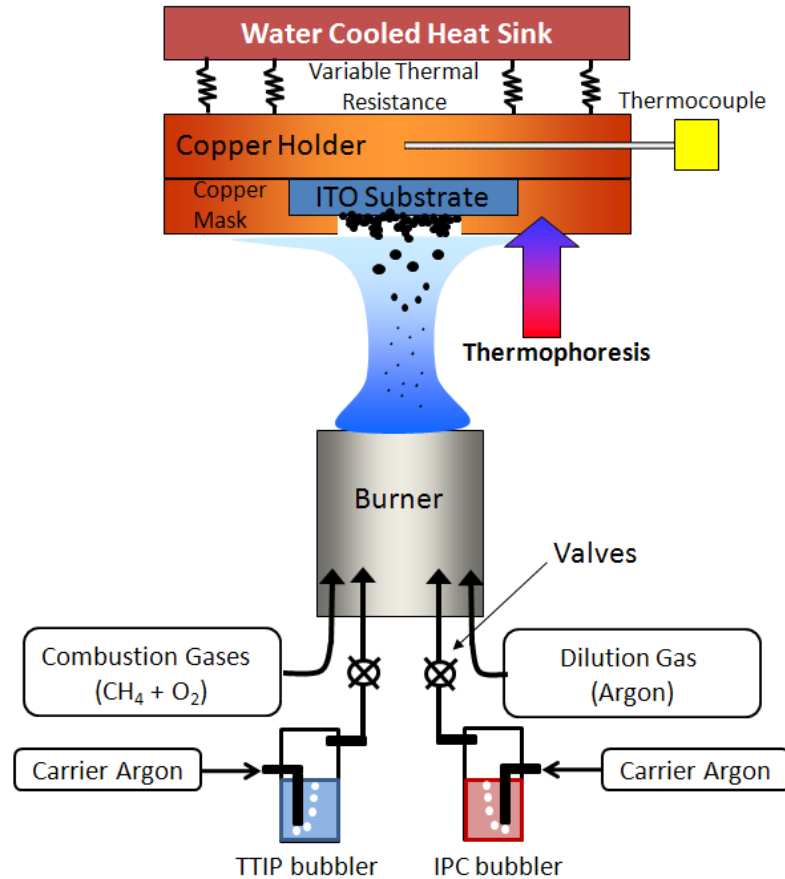 Water Cooled Heat Sink
Variable Thermal
Resistance
Thermocouple
Copper Holder
Copper
Mask
ITO Substrate
Thermophoresis
Burner
Valves
Combustion Gases
(CH₄ + O₂)
Dilution Gas
(Argon)
Carrier Argon
Carrier Argon
TTIP bubbler
IPC bubbler